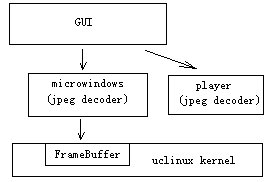 GUI
microwindows
(jpeg decoder)
player
(jpeg decoder)
FrameBuffer
uclinux kernel